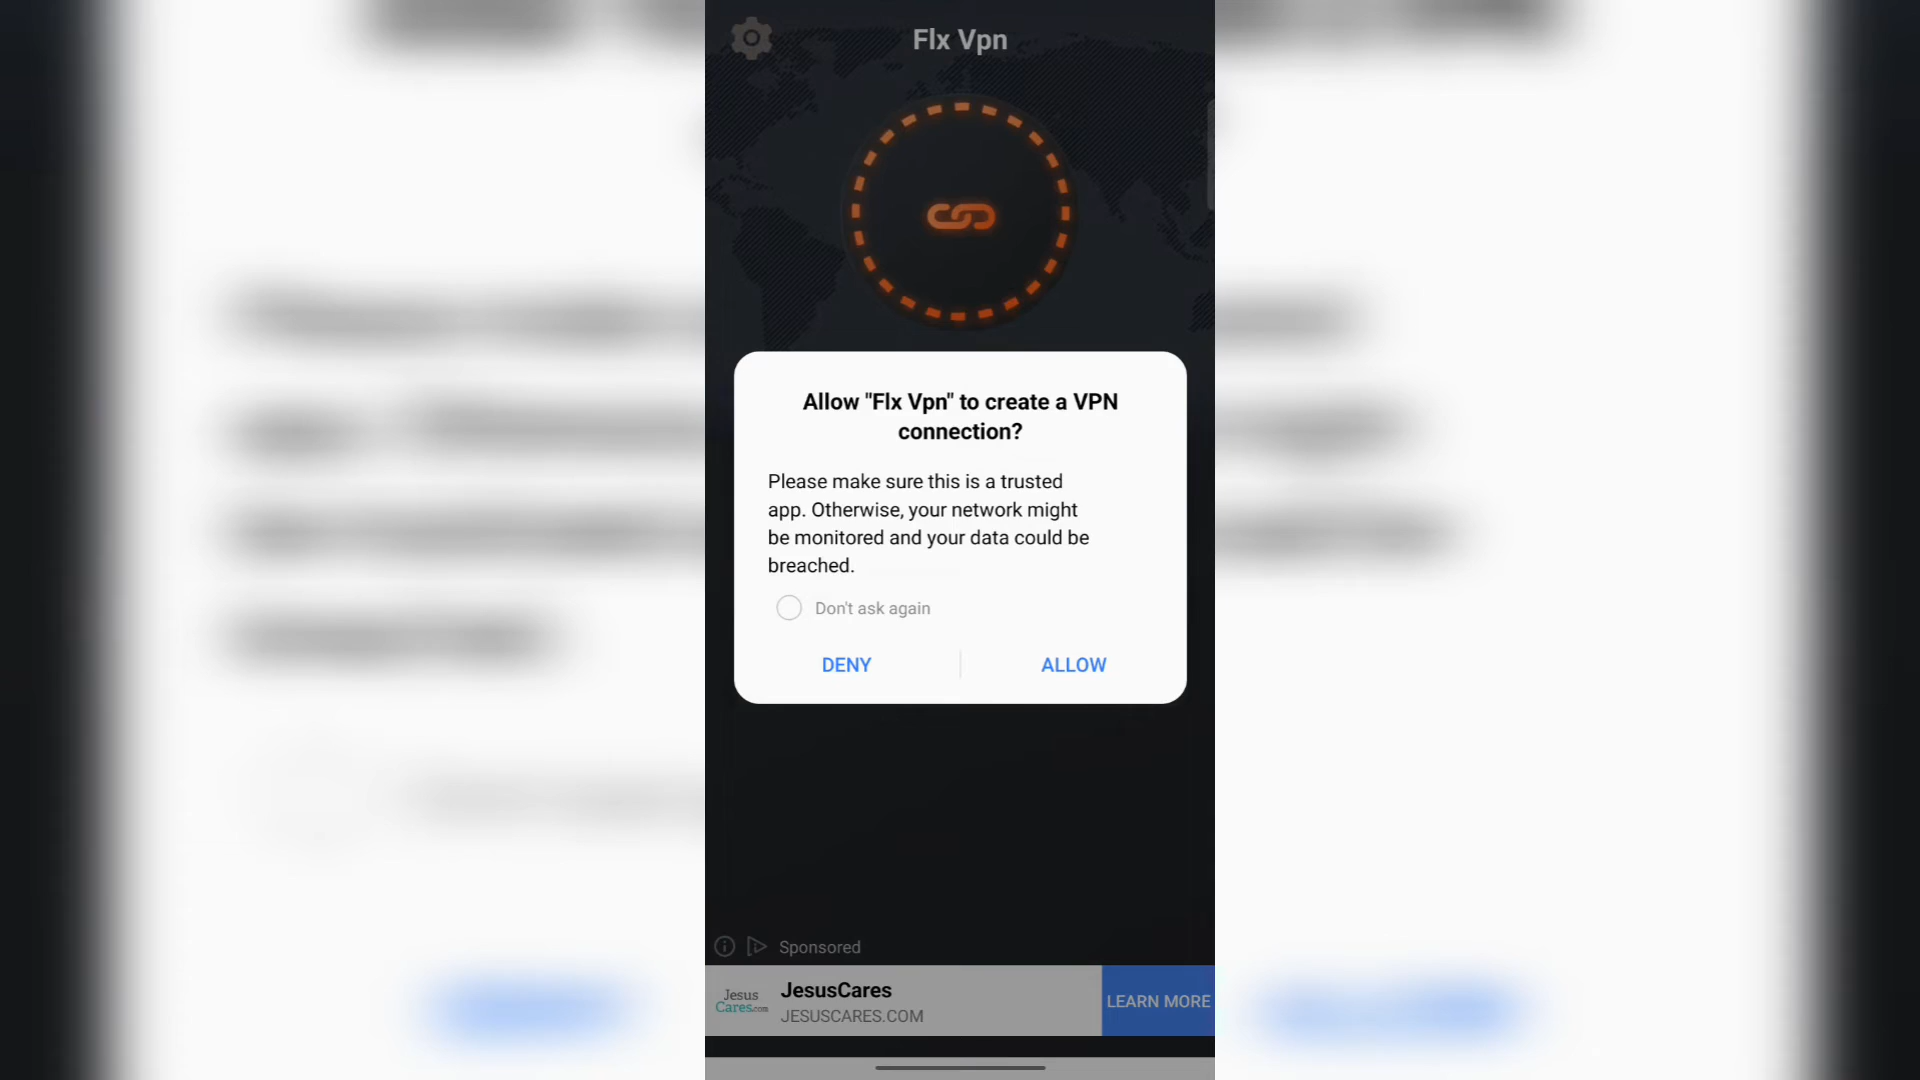 Flx Vpn
Allow "Flx Vpn" to create a VPN
connection?
Please make sure this is a trusted
app. Otherwise, your network might
be monitored and your data could be
breached.
Don't ask again
DENY
ALLOW
Sponsored
Jesus
Cares.com
JesusCares
JESUSCARES.COM
LEARN MORE